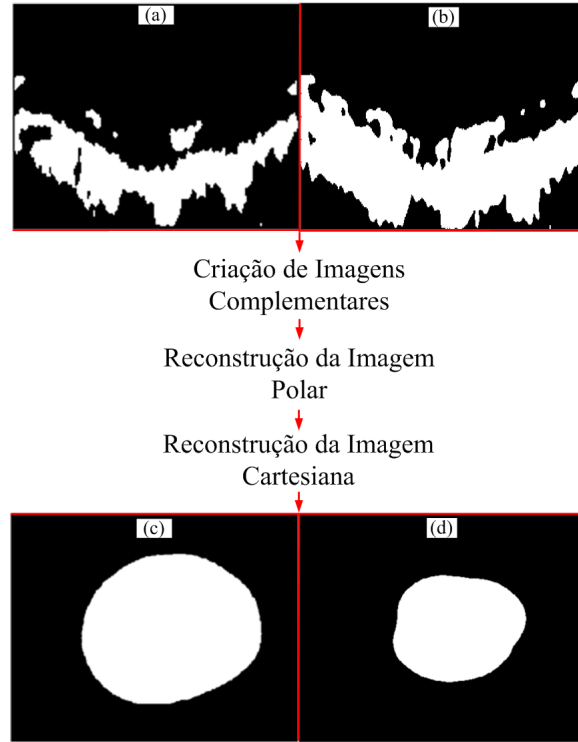 (a)
(b)
Criação de Imagens
Complementares
Reconstrução da Imagem
Polar
Reconstrução da Imagem
Cartesiana
(c)
(d)